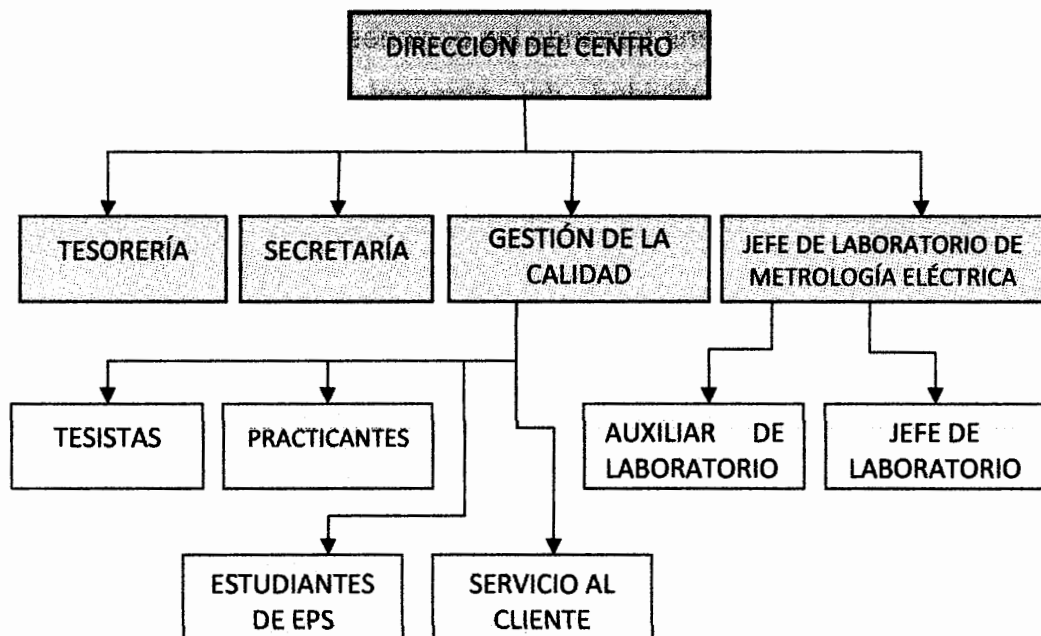 DIRECCIÓN DEL CENTRO
TESORERÍA
SECRETARÍA
GESTIÓN DE LA
CALIDAD
JEFE DE LABORATORIO DE
METROLOGÍA ELÉCTRICA
TESISTAS
PRACTICANTES
AUXILIAR DE
LABORATORIO
JEFE DE
LABORATORIO
ESTUDIANTES
DE EPS
SERVICIO AL
CLIENTE